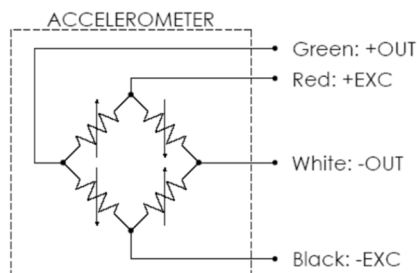 ACCELEROMETER
Green: +OUT
Red: +EXC
White: -OUT
Black: -EXC